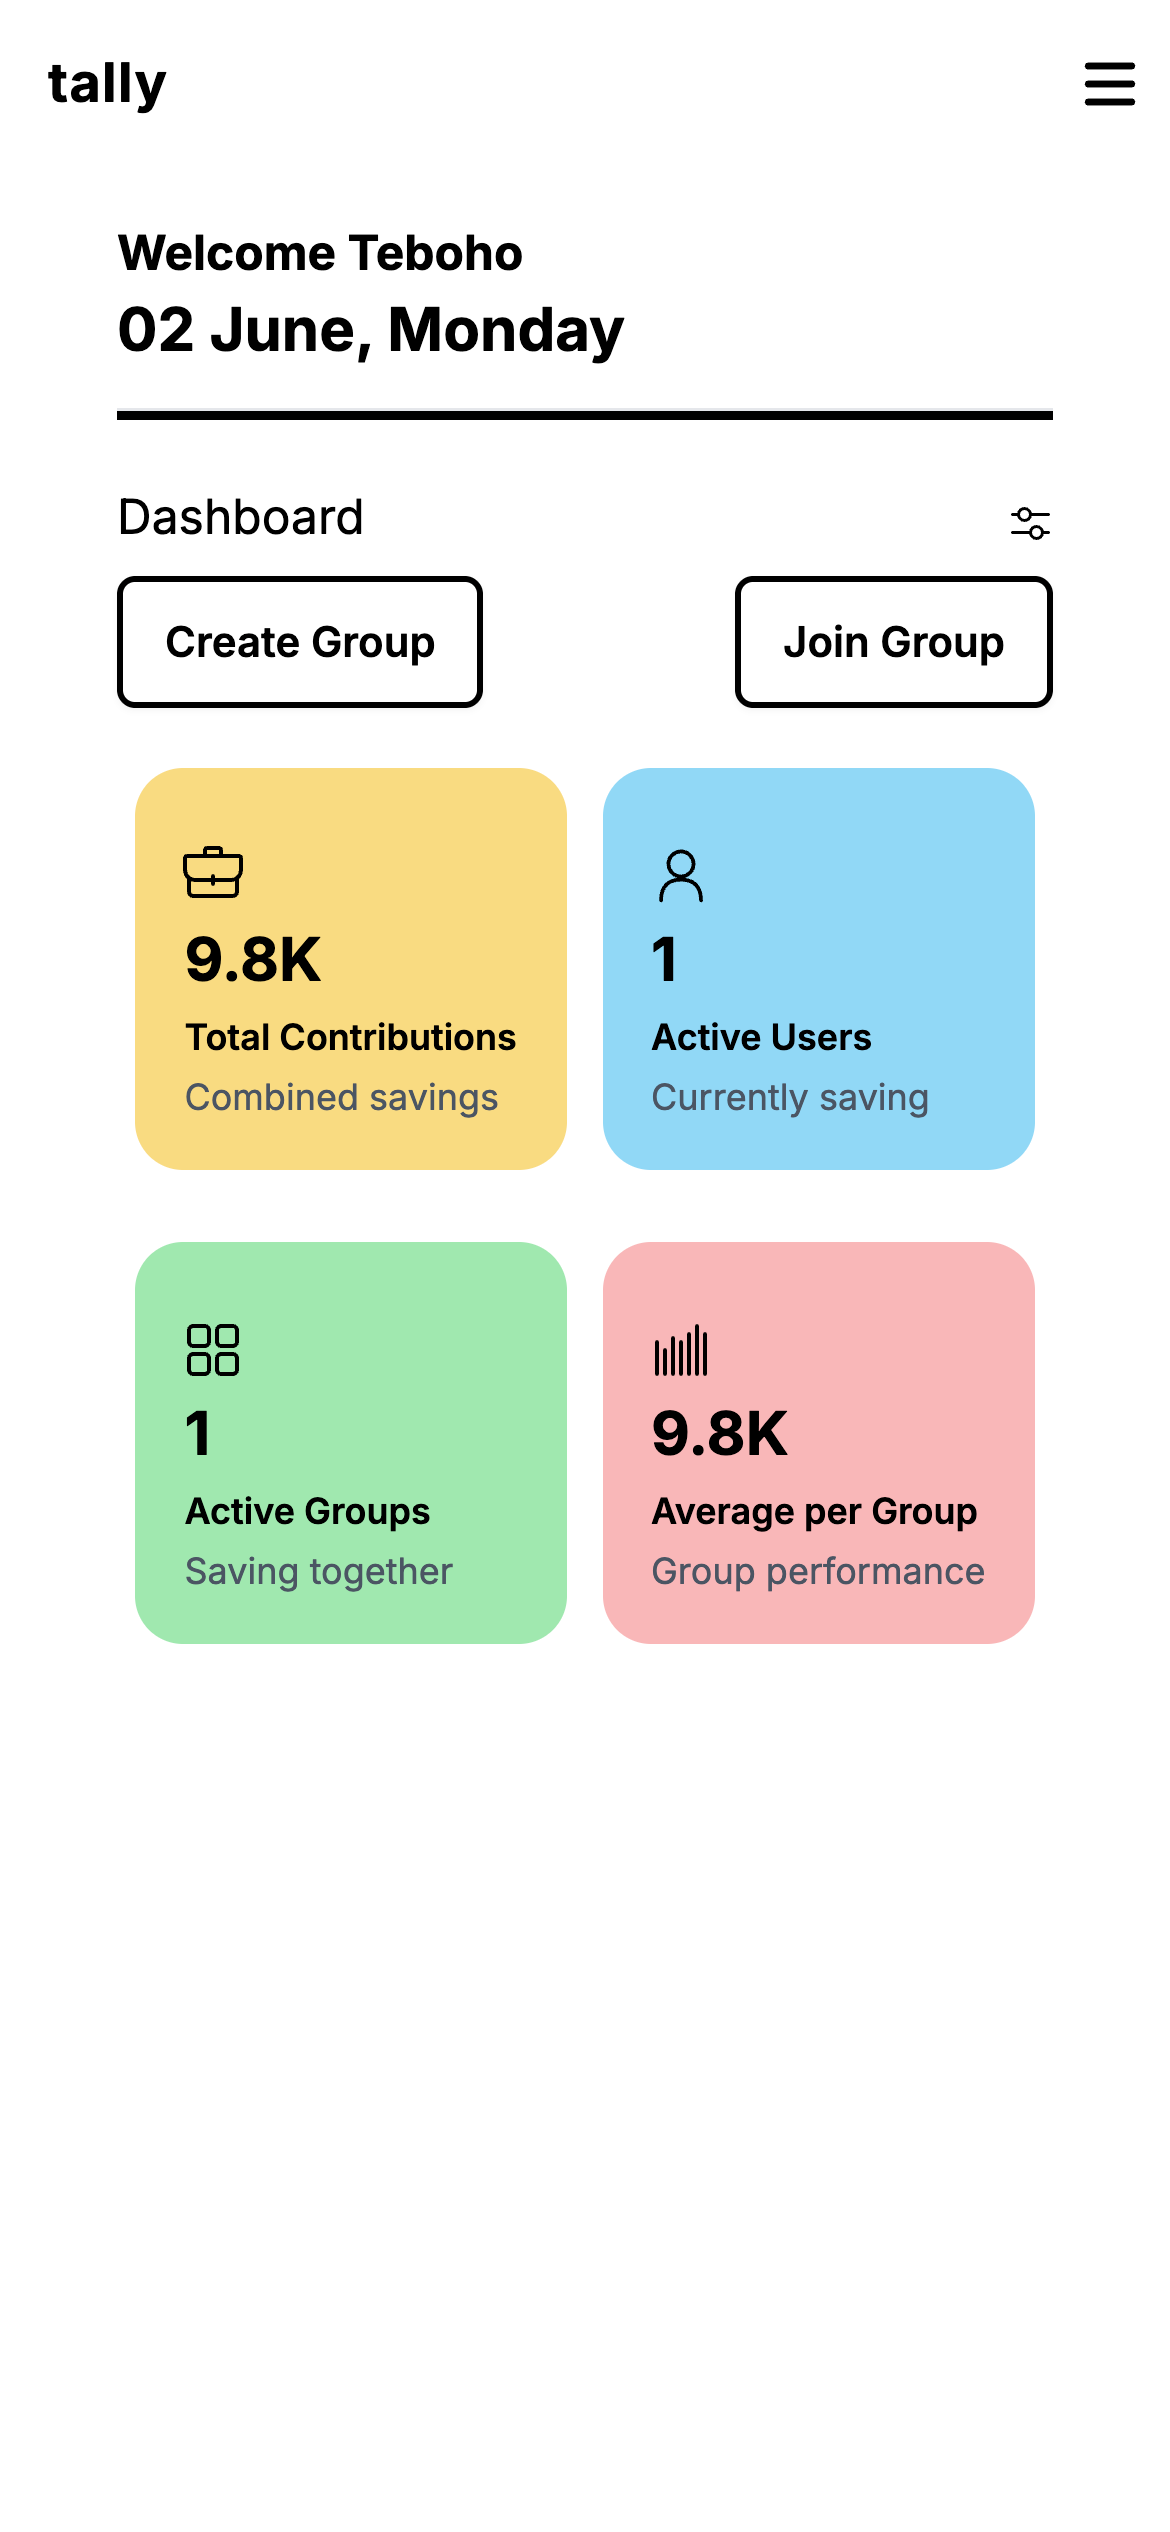 tally
Welcome Teboho
02 June, Monday
Dashboard
Create Group
Join Group
9.8K
Total Contributions
Combined savings
1
Active Users
Currently saving
1
Active Groups
Saving together
9.8K
Average per Group
Group performance